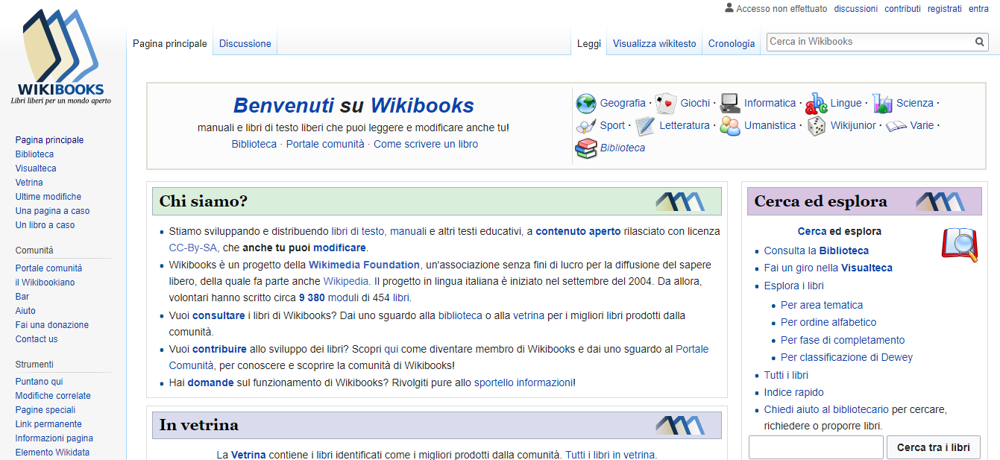 Accesso non effettuato discussioni contributi registrati entra
WIKIBOOKS
Libri liberi per un mondo aperto
Pagina principale Discussione Leggi Visualizza wikitesto Cronologia Cerca in Wikibooks
Pagina principale
Biblioteca
Visualteca
Vetrina
Ultime modifiche
Una pagina a caso
Un libro a caso
Comunità
Portale comunità
il Wikibookiano
Bar
Aiuto
Fai una donazione
Contact us
Strumenti
Puntano qui
Modifiche correlate
Pagine speciali
Link permanente
Informazioni pagina
Elemento Wikidata
Benvenuti su Wikibooks
manuali e libri di testo liberi che puoi leggere e modificare anche tu!
Biblioteca · Portale comunità · Come scrivere un libro
Geografia · Giochi · Informatica · Lingue · Scienza ·
Sport · Letteratura · Umanistica · Wikijunior · Varie ·
Biblioteca
Chi siamo?
Stiamo sviluppando e distribuendo libri di testo, manuali e altri testi educativi, a contenuto aperto rilasciato con licenza
CC-By-SA, che anche tu puoi modificare.
Wikibooks è un progetto della Wikimedia Foundation, un'associazione senza fini di lucro per la diffusione del sapere
libero, della quale fa parte anche Wikipedia. Il progetto in lingua italiana è iniziato nel settembre del 2004. Da allora,
volontari hanno scritto circa 9 380 moduli di 454 libri.
Vuoi consultare i libri di Wikibooks? Dai uno sguardo alla biblioteca o alla vetrina per i migliori libri prodotti dalla
comunità.
Vuoi contribuire allo sviluppo dei libri? Scopri qui come diventare membro di Wikibooks e dai uno sguardo al Portale
Comunità, per conoscere e scoprire la comunità di Wikibooks!
Hai domande sul funzionamento di Wikibooks? Rivolgiti pure allo sportello informazioni!
In vetrina
La Vetrina contiene i libri identificati come i migliori prodotti dalla comunità. Tutti i libri in vetrina.
Cerca ed esplora
Cerca ed esplora
Consulta la Biblioteca
Fai un giro nella Visualteca
Esplora i libri
Per area tematica
Per ordine alfabetico
Per fase di completamento
Per classificazione di Dewey
Tutti i libri
Indice rapido
Chiedi aiuto al bibliotecario per cercare,
richiedere o proporre libri.
Cerca tra i libri